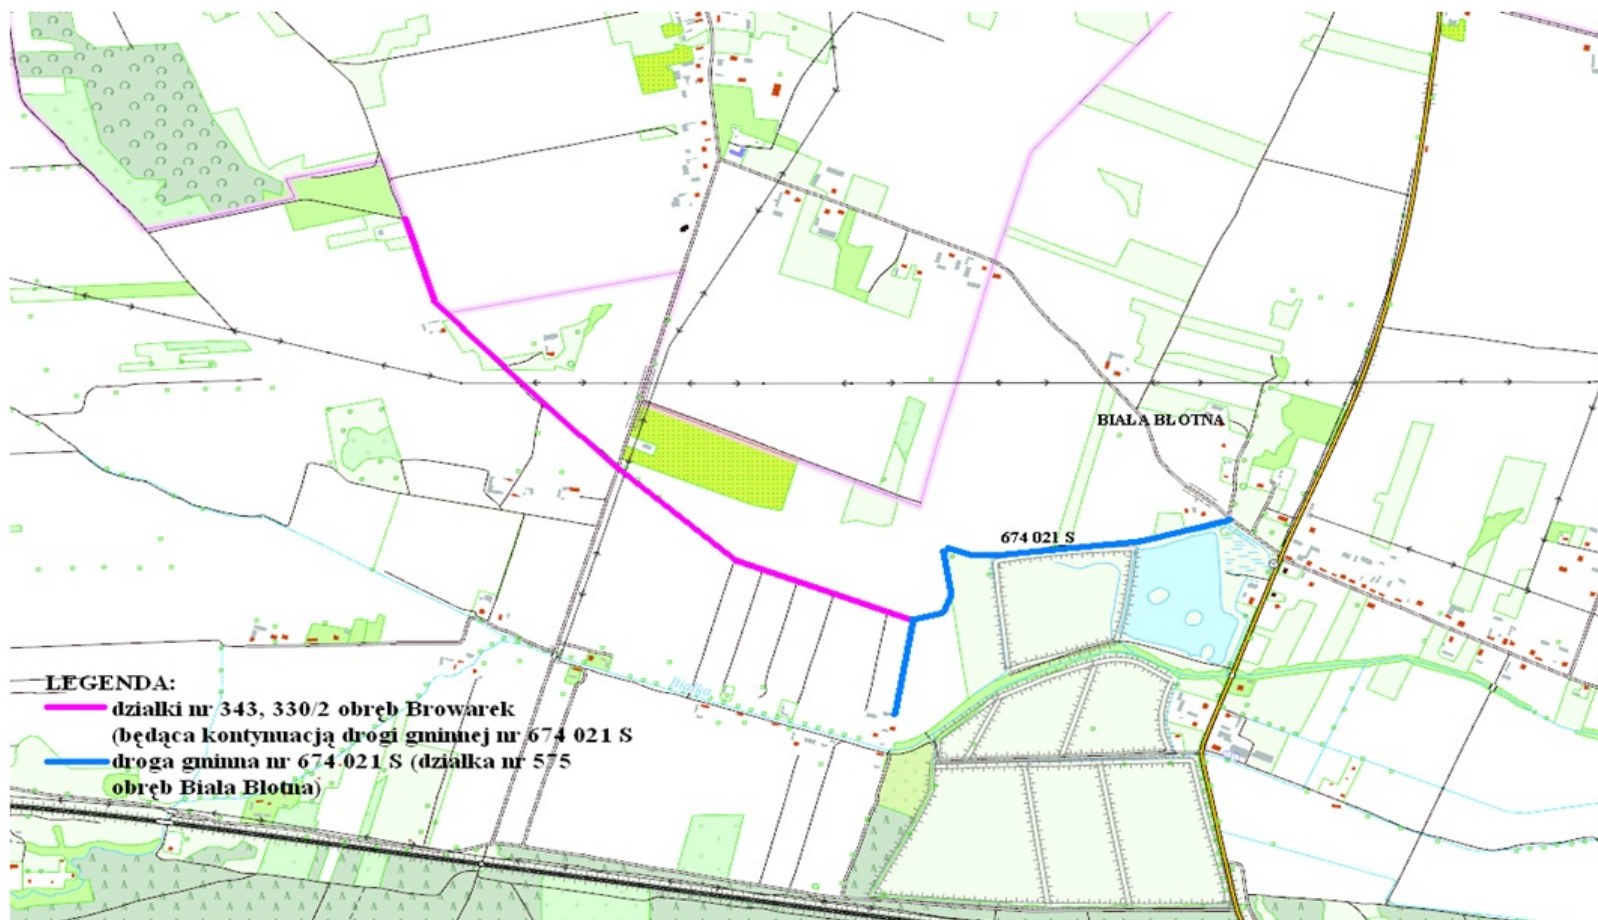 BIAŁA BŁOTNA
674 021 S
Białka
LEGENDA:
działki nr 343, 330/2 obręb Browarek
(będąca kontynuacją drogi gminnej nr 674 021 S
droga gminna nr 674 021 S (działka nr 575
obręb Biała Błotna)